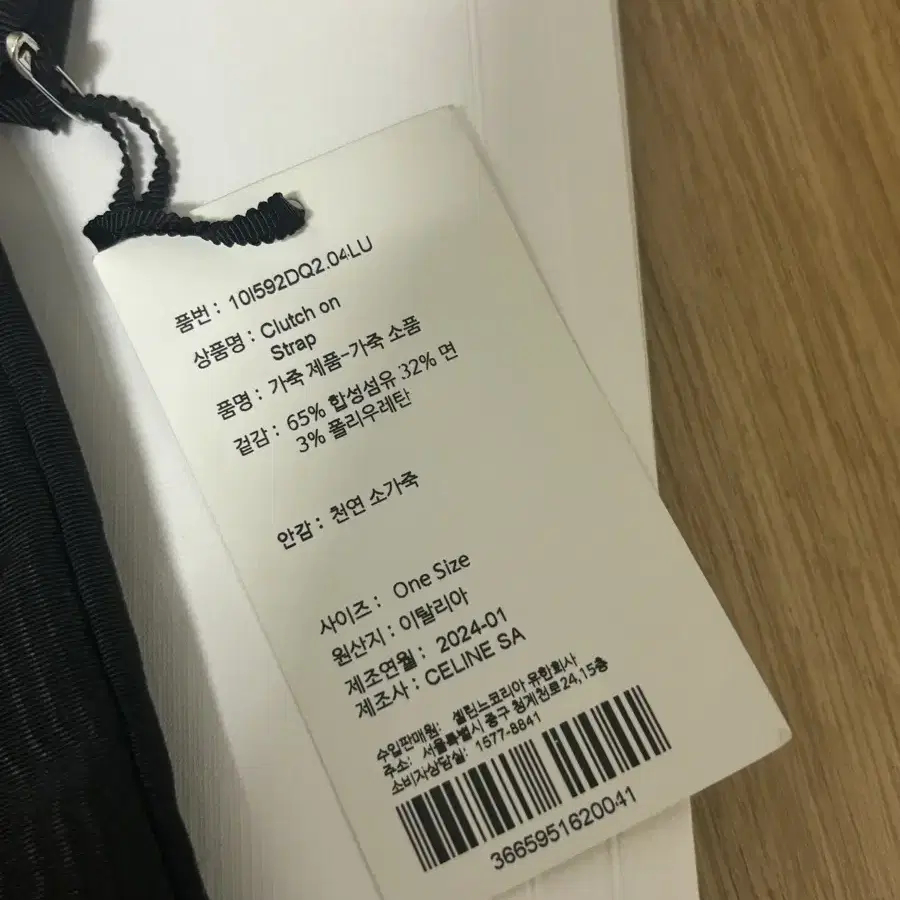 품번 : 10I592DQ2.04LU
상품명 : Clutch on
Strap
품명 : 가죽 제품-가죽 소품
겉감 : 65% 합성섬유 32% 면
3% 폴리우레탄
안감 : 천연 소가죽
사이즈 : One Size
원산지 : 이탈리아
제조연월 : 2024-01
제조사 : CELINE SA
수입판매원: 셀린느코리아 유한회사
주소: 서울특별시 중구 청계천로24,15층
소비자상담실: 1577-8841
3665951620041